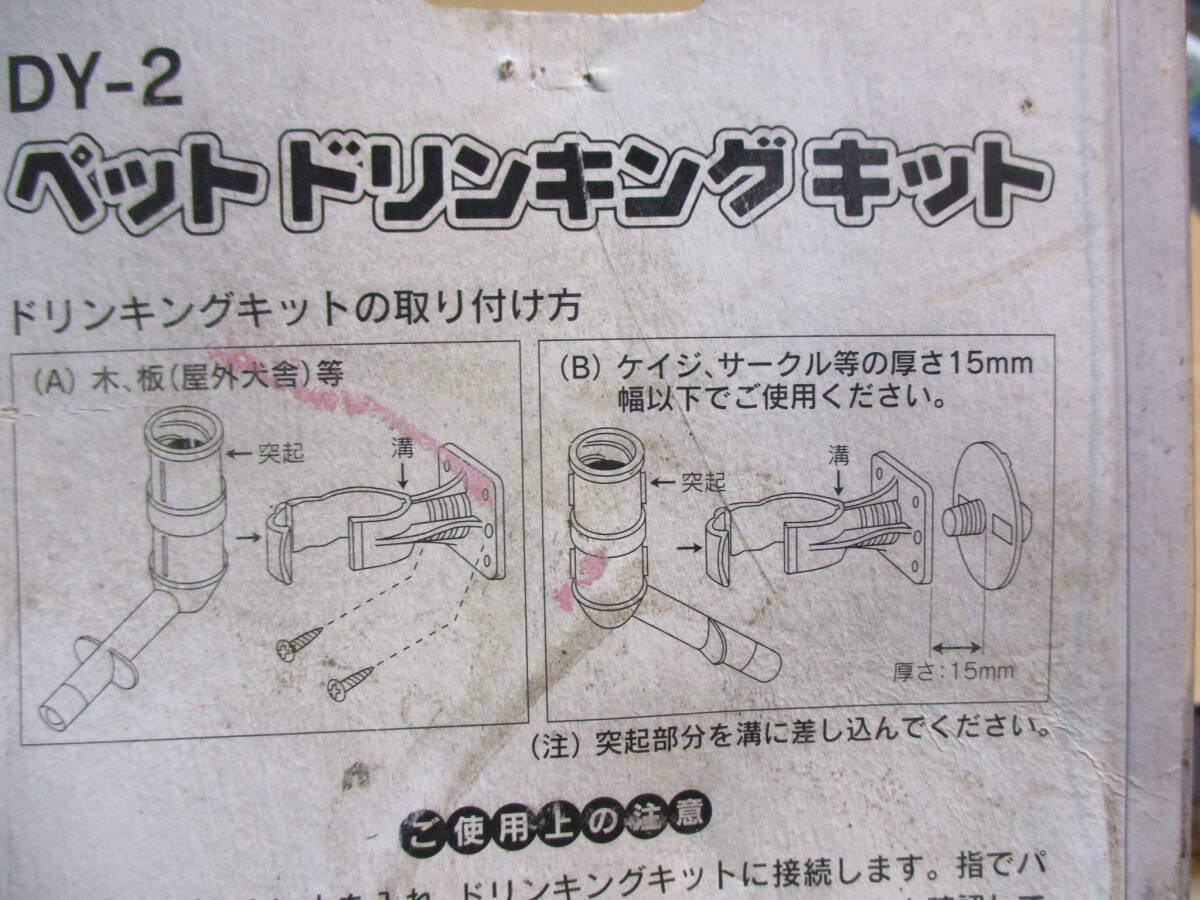 DY-2
ペット ドリンキング キット
ドリンキングキットの取り付け方
(A) 木、板(屋外犬舎)等
突起
溝
(B) ケイジ、サークル等の厚さ15mm
幅以下でご使用ください。
突起
溝
厚さ:15mm
(注) 突起部分を溝に差し込んでください。
ご使用上の注意
を入れ、ドリンキングキットに接続します。指でパ